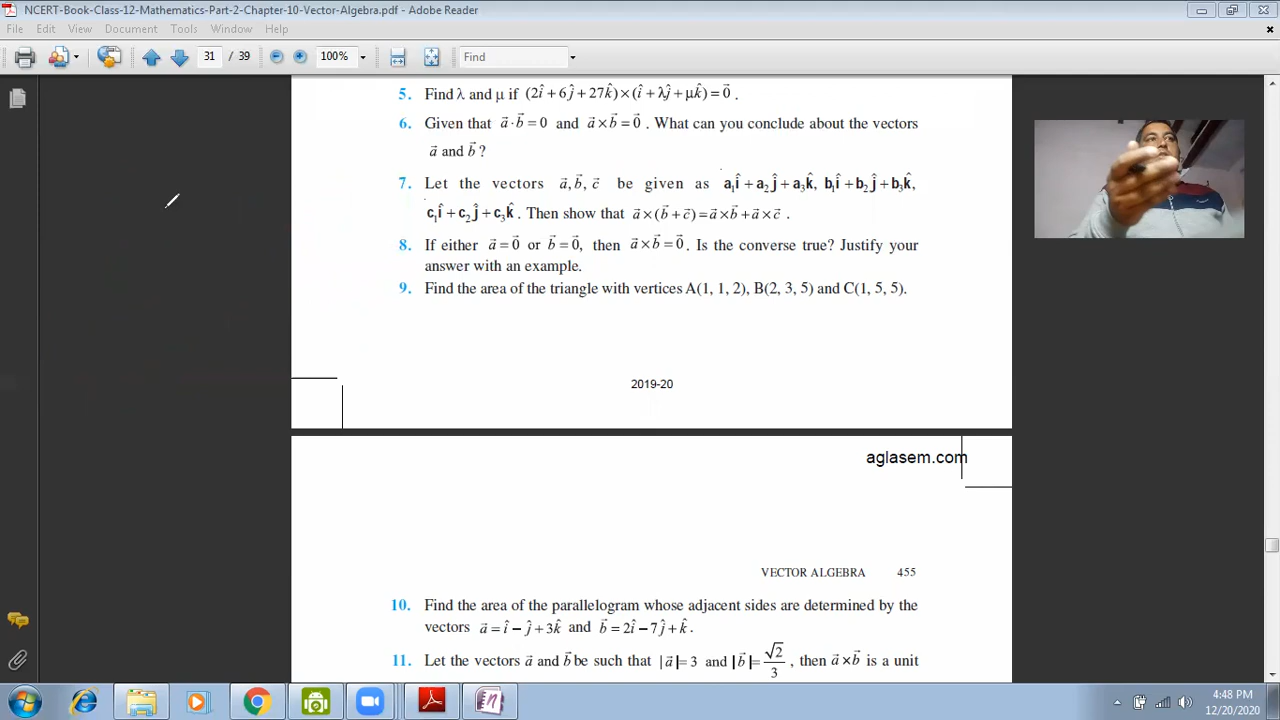 NCERT-Book-Class-12-Mathematics-Part-2-Chapter-10-Vector-Algebra.pdf - Adobe Reader
File Edit View Document Tools Window Help
31 / 39 100% Find
5. Find λ and μ if (2î + 6ĵ + 27k̂) × (î + λĵ + μk̂) = 0⃗ .
6. Given that a⃗ · b⃗ = 0 and a⃗ × b⃗ = 0⃗ . What can you conclude about the vectors
a⃗ and b⃗ ?
7. Let the vectors a⃗, b⃗, c⃗ be given as a₁î + a₂ĵ + a₃k̂, b₁î + b₂ĵ + b₃k̂,
c₁î + c₂ĵ + c₃k̂ . Then show that a⃗ × (b⃗ + c⃗) = a⃗ × b⃗ + a⃗ × c⃗ .
8. If either a⃗ = 0⃗ or b⃗ = 0⃗, then a⃗ × b⃗ = 0⃗ . Is the converse true? Justify your
answer with an example.
9. Find the area of the triangle with vertices A(1, 1, 2), B(2, 3, 5) and C(1, 5, 5).
2019-20
aglasem.com
VECTOR ALGEBRA 455
10. Find the area of the parallelogram whose adjacent sides are determined by the
vectors a⃗ = î − ĵ + 3k̂ and b⃗ = 2î − 7ĵ + k̂ .
11. Let the vectors a⃗ and b⃗ be such that |a⃗| = 3 and |b⃗| = √2/3 , then a⃗ × b⃗ is a unit
4:48 PM
12/20/2020